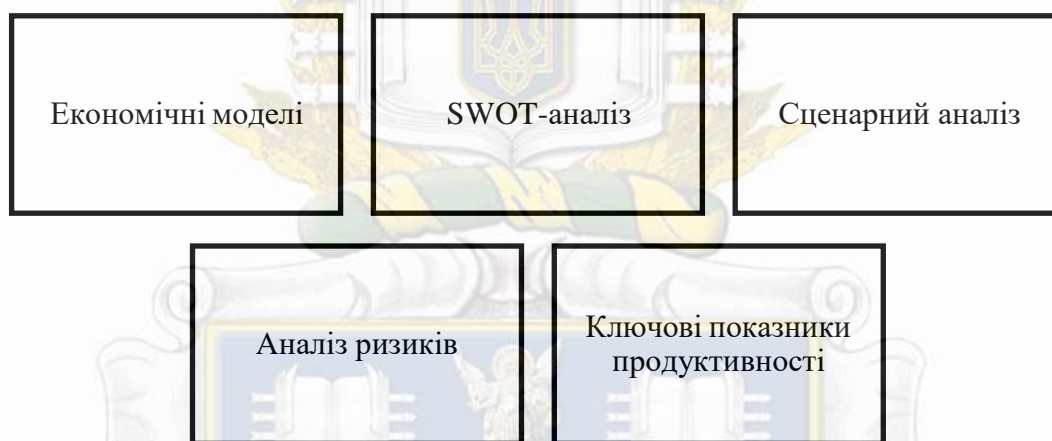 Економічні моделі
SWOT-аналіз
Сценарний аналіз
Аналіз ризиків
Ключові показники
продуктивності